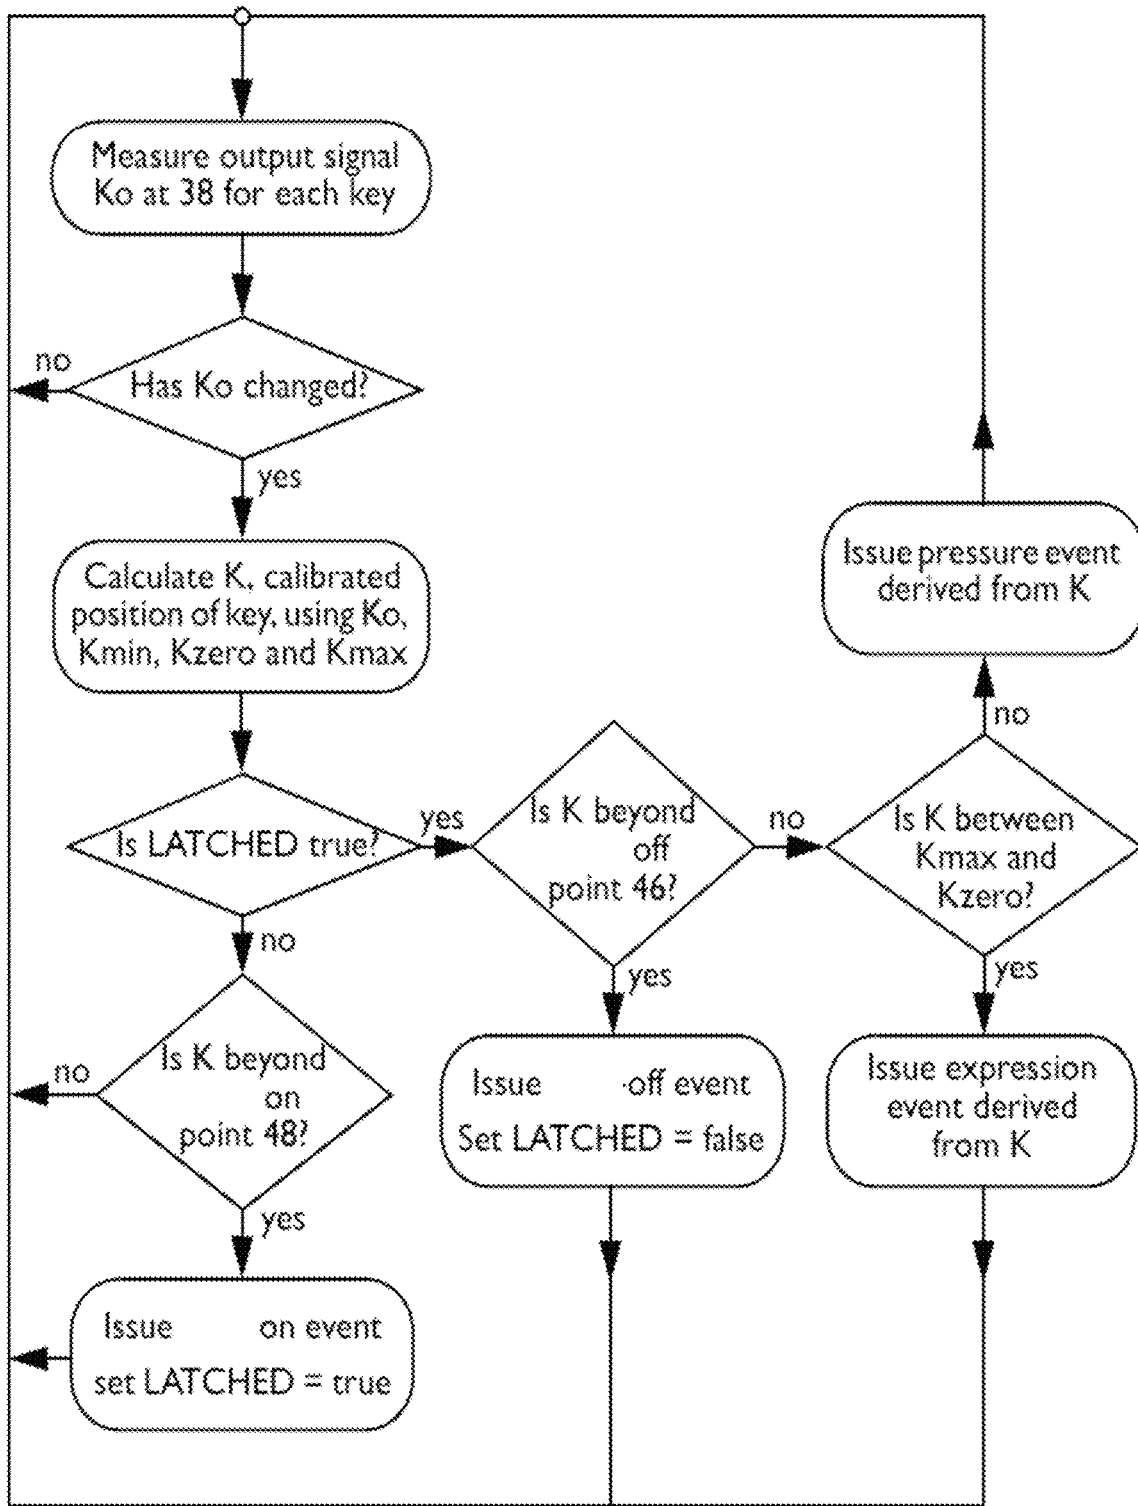 Measure output signal
Ko at 38 for each key
no
Has Ko changed?
yes
Calculate K, calibrated
position of key, using Ko,
Kmin, Kzero and Kmax
Issue pressure event
derived from K
no
Is LATCHED true?
yes
Is K beyond
off
point 46?
no
Is K between
Kmax and
Kzero?
no
yes
yes
no
Is K beyond
on
point 48?
Issue -off event
Set LATCHED = false
Issue expression
event derived
from K
yes
Issue on event
set LATCHED = true